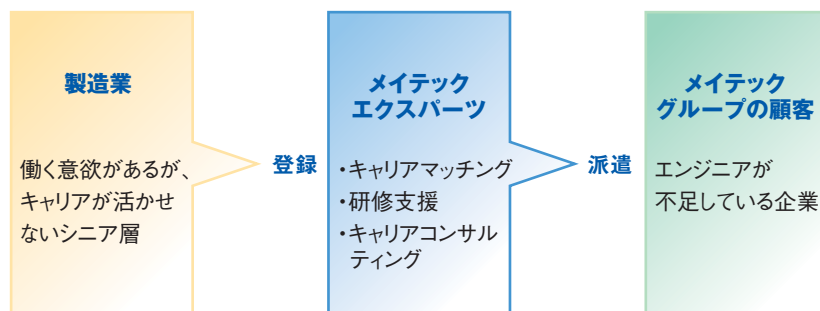 製造業
働く意欲があるが、
キャリアが活かせ
ないシニア層
登録
メイテック
エクスパーツ
・キャリアマッチング
・研修支援
・キャリアコンサル
ティング
派遣
メイテック
グループの顧客
エンジニアが
不足している企業